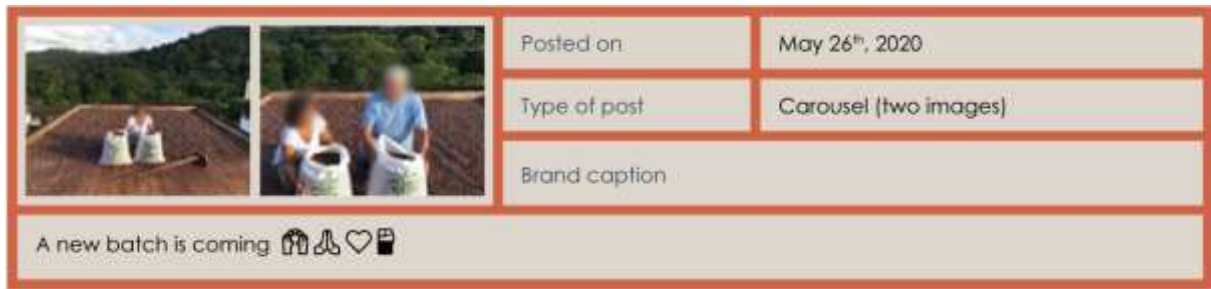 Posted on
May 26th, 2020
Type of post
Carousel (two images)
Brand caption
A new batch is coming